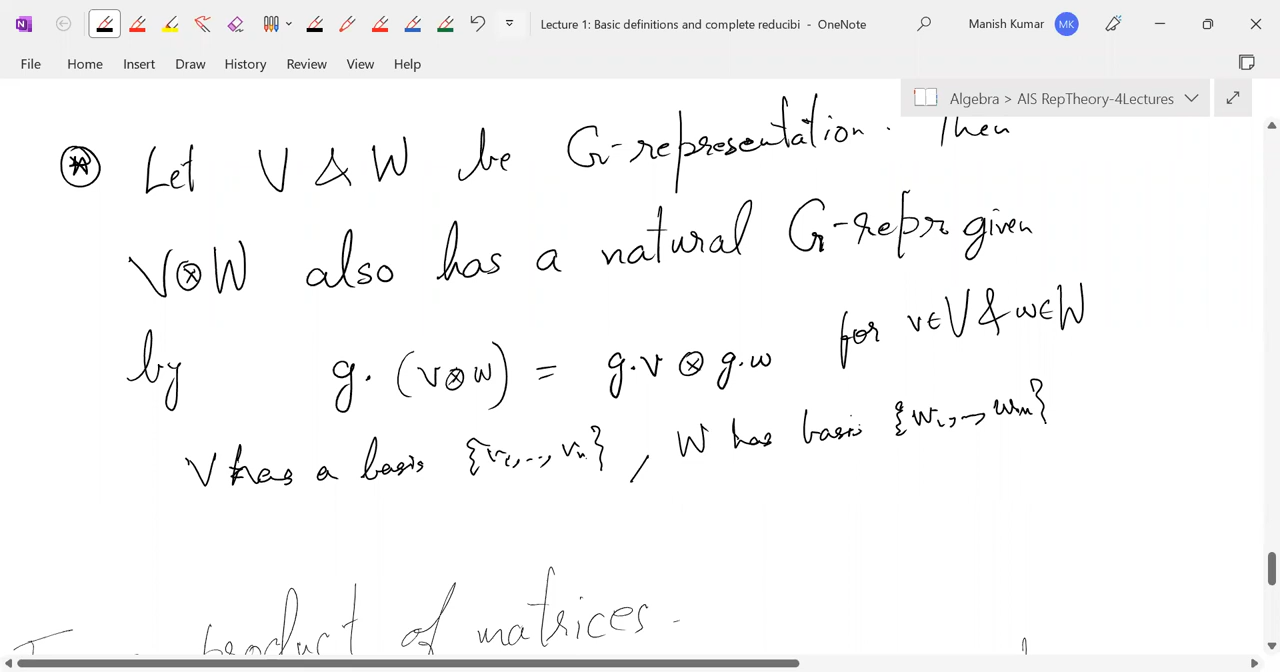 Lecture 1: Basic definitions and complete reducibi - OneNote
Manish Kumar
MK
File Home Insert Draw History Review View Help
Algebra > AIS RepTheory-4Lectures
Let V & W be G-representation. Then
V⊗W also has a natural G-repr given
by g.(v⊗w) = g.v ⊗ g.w for v∈V & w∈W
V has a basis {v₁,..,vₙ}, W has basis {w₁,..,wₘ}
product of matrices.